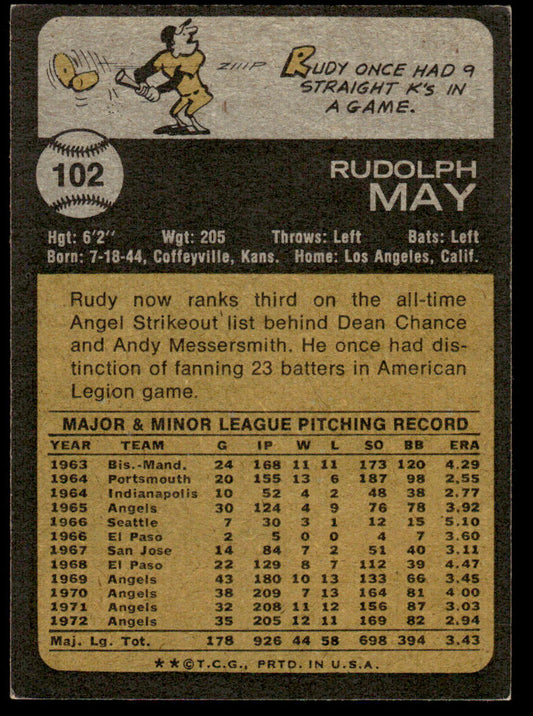 ZIIIP
RUDY ONCE HAD 9
STRAIGHT K's IN
A GAME.
102
RUDOLPH
MAY
Hgt: 6'2" Wgt: 205 Throws: Left Bats: Left
Born: 7-18-44, Coffeyville, Kans. Home: Los Angeles, Calif.
Rudy now ranks third on the all-time
Angel Strikeout list behind Dean Chance
and Andy Messersmith. He once had dis-
tinction of fanning 23 batters in American
Legion game.
MAJOR & MINOR LEAGUE PITCHING RECORD
YEAR TEAM G IP W L SO BB ERA
1963 Bis.-Mand. 24 168 11 11 173 120 4.29
1964 Portsmouth 20 155 13 6 187 98 2.55
1964 Indianapolis 10 52 4 2 48 38 2.77
1965 Angels 30 124 4 9 76 78 3.92
1966 Seattle 7 30 3 1 12 15 5.10
1966 El Paso 2 5 0 0 4 7 3.60
1967 San Jose 14 84 7 2 51 40 3.11
1968 El Paso 22 129 8 7 112 39 4.47
1969 Angels 43 180 10 13 133 66 3.45
1970 Angels 38 209 7 13 164 81 4 00
1971 Angels 32 208 11 12 156 87 3.03
1972 Angels 35 205 12 11 169 82 2.94
Maj. Lg. Tot. 178 926 44 58 698 394 3.43
★★©T.C.G., PRTD. IN U.S.A.